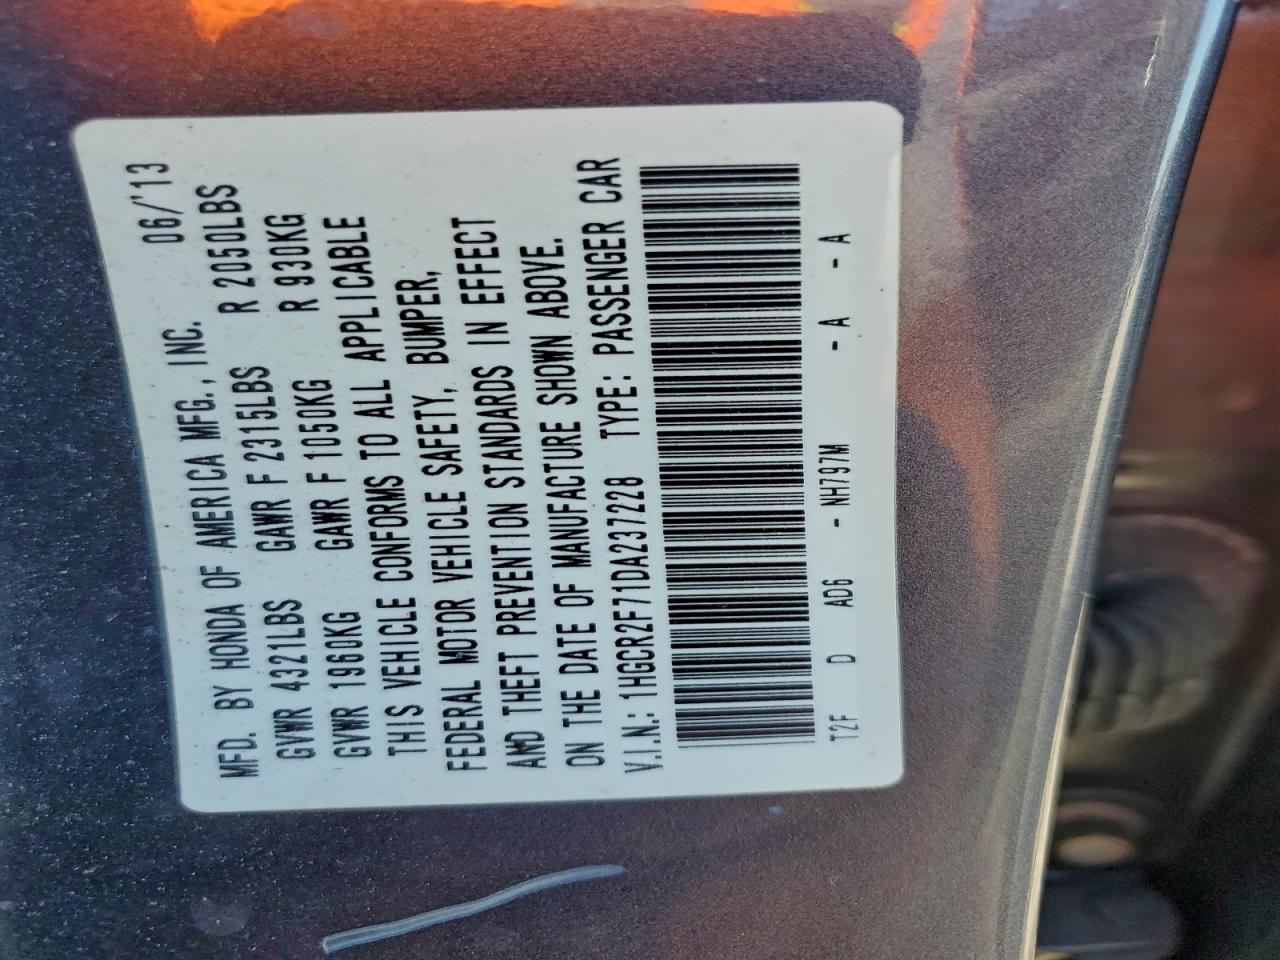 MFD. BY HONDA OF AMERICA MFG., INC. 06/'13
GVWR 4321LBS GAWR F 2315LBS R 2050LBS
GVWR 1960KG GAWR F 1050KG R 930KG
THIS VEHICLE CONFORMS TO ALL APPLICABLE
FEDERAL MOTOR VEHICLE SAFETY, BUMPER,
AND THEFT PREVENTION STANDARDS IN EFFECT
ON THE DATE OF MANUFACTURE SHOWN ABOVE.
V.I.N.: 1HGCR2F71DA237228 TYPE: PASSENGER CAR
T2F D AD6 - NH797M - A - A